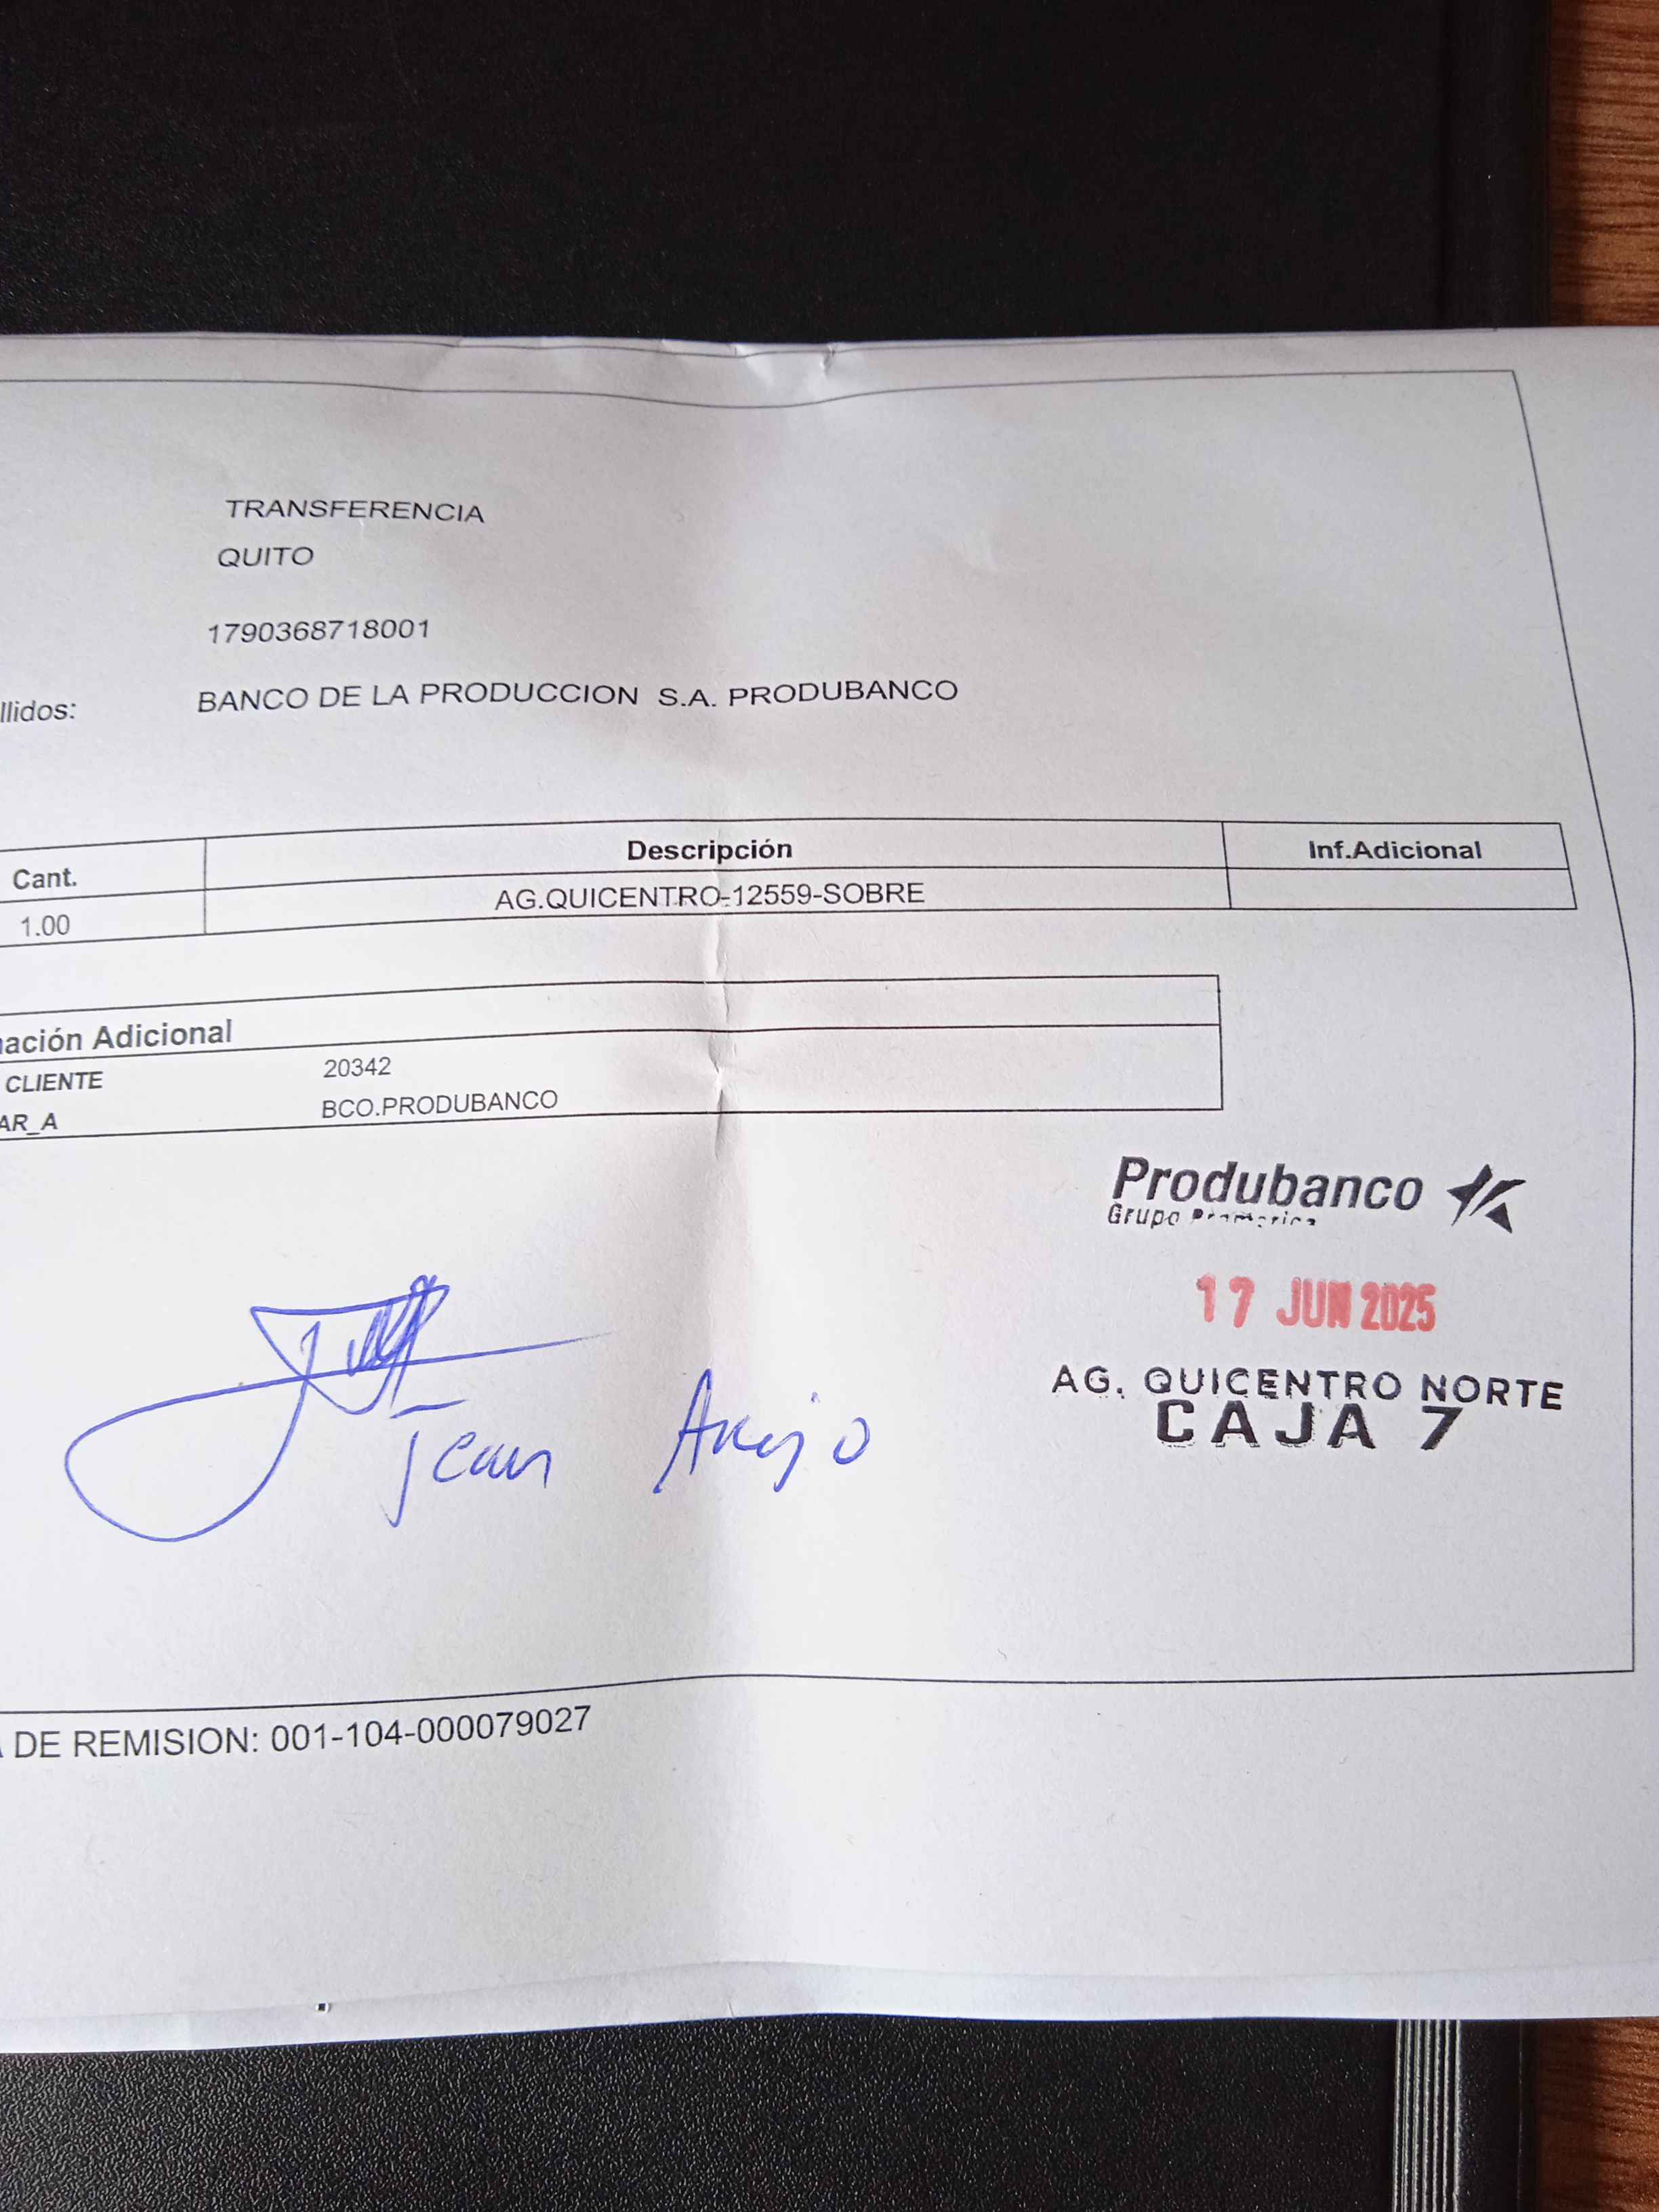 TRANSFERENCIA
QUITO
1790368718001
llidos: BANCO DE LA PRODUCCION S.A. PRODUBANCO
Cant. Descripción Inf.Adicional
1.00 AG.QUICENTRO-12559-SOBRE
nación Adicional
CLIENTE 20342
AR_A BCO.PRODUBANCO
Produbanco
Grupo Promerica
17 JUN 2025
AG. QUICENTRO NORTE
CAJA 7
Jean
DE REMISION: 001-104-000079027